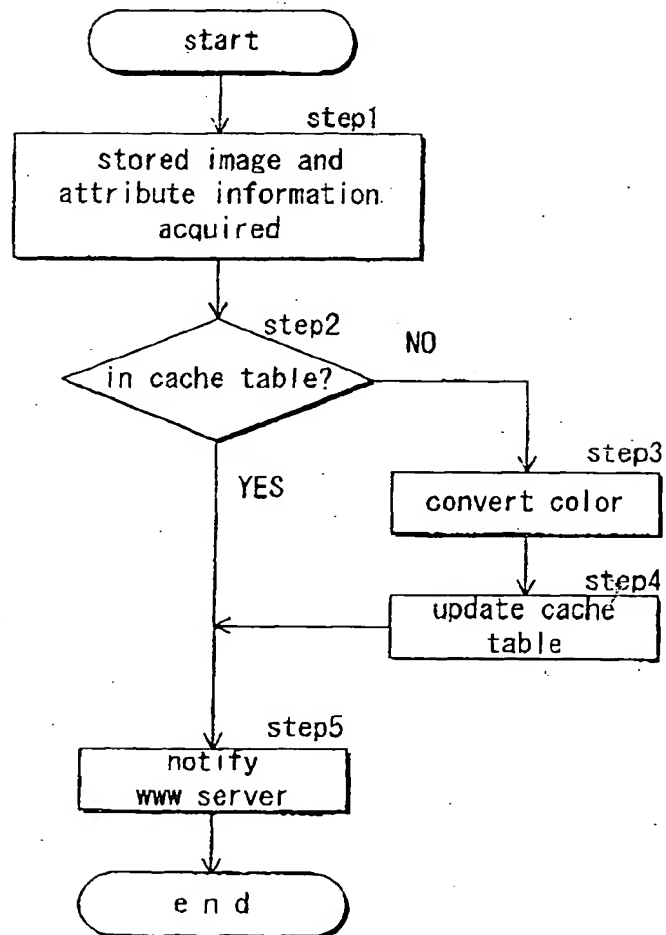 start
step1
stored image and
attribute information
acquired
step2
in cache table?
NO
YES
step3
convert color
step4
update cache
table
step5
notify
www server
end